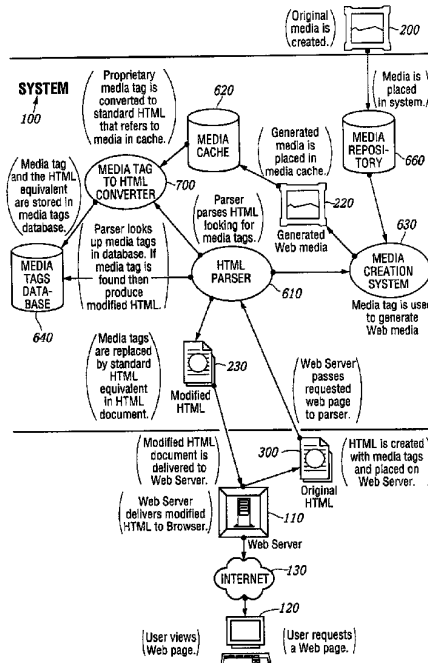 (Original
media is
created.)
200
SYSTEM
100
(Proprietary
media tag is
converted to
standard HTML
that refers to
media in cache.)
620
MEDIA
CACHE
(Media is
placed
in system.)
MEDIA
REPOSI-
TORY
660
(Generated
media is
placed in
media cache.)
220
Generated
Web media
(Media tag
and the HTML
equivalent
are stored in
media tags
database.)
MEDIA TAG
TO HTML
CONVERTER
700
(Parser looks
up media tags
in database. If
media tag is
found then
produce
modified HTML.)
(Parser
parses HTML
looking for
media tags.)
630
MEDIA
CREATION
SYSTEM
(Media tag is used
to generate
Web media)
HTML
PARSER
610
MEDIA
TAGS
DATA-
BASE
640
(Media tags
are replaced
by standard
HTML
equivalent
in HTML
document.)
230
Modified
HTML
(Web Server
passes
requested
web page
to parser.)
(Modified HTML
document is
delivered to
Web Server.)
300
Original
HTML
(HTML is created
with media tags
and placed on
Web Server.)
(Web Server
delivers modified
HTML to Browser.)
110
Web Server
INTERNET
130
120
(User views
Web page.)
(User requests
a Web page.)